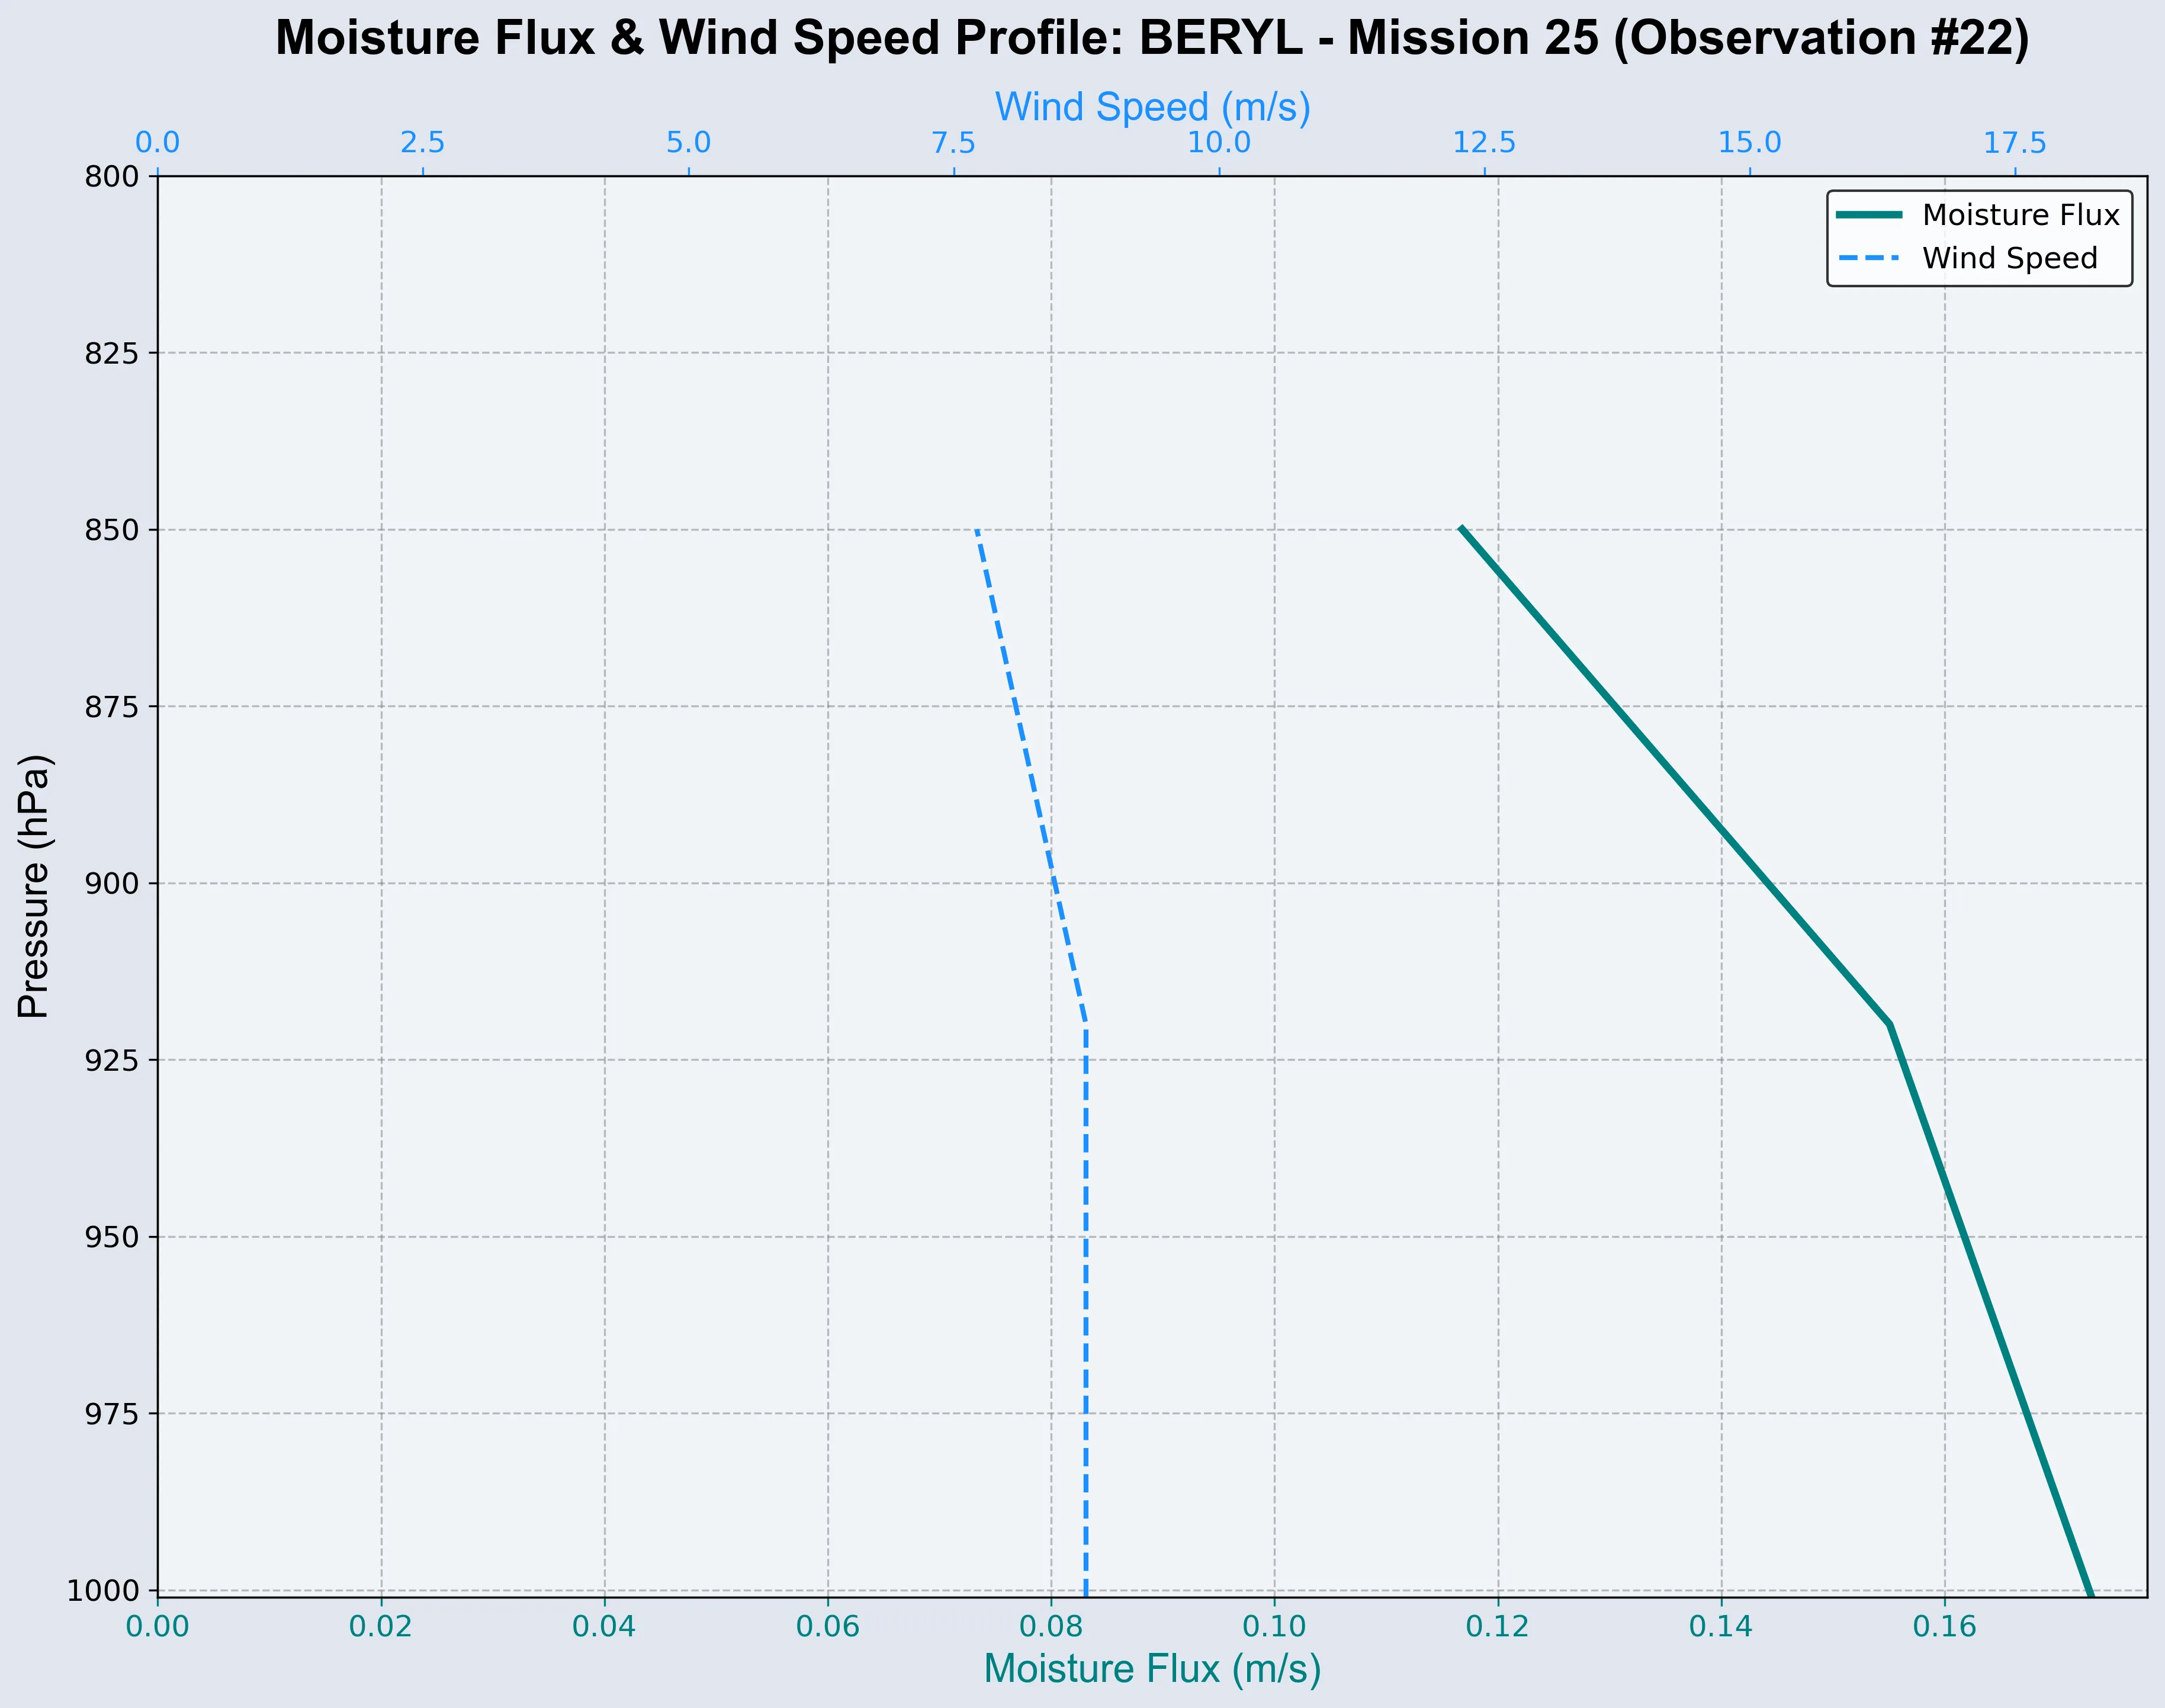 Moisture Flux & Wind Speed Profile: BERYL - Mission 25 (Observation #22)
Wind Speed (m/s)
0.0 2.5 5.0 7.5 10.0 12.5 15.0 17.5
Moisture Flux
Wind Speed
800
825
850
875
900
925
950
975
1000
Pressure (hPa)
0.00 0.02 0.04 0.06 0.08 0.10 0.12 0.14 0.16
Moisture Flux (m/s)